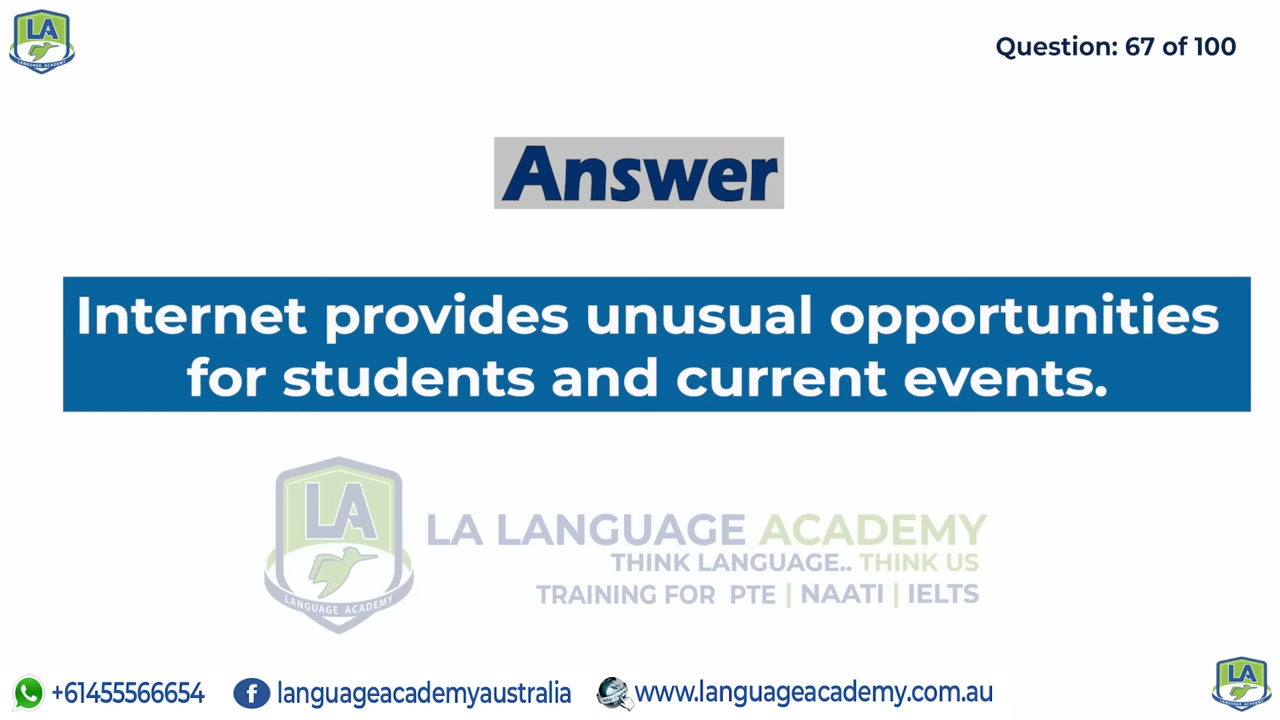 LA
LANGUAGE ACADEMY
Question: 67 of 100
Answer
Internet provides unusual opportunities
for students and current events.
LA
LANGUAGE ACADEMY
LA LANGUAGE ACADEMY
THINK LANGUAGE.. THINK US
TRAINING FOR PTE | NAATI | IELTS
+61455566654
languageacademyaustralia
www.languageacademy.com.au
LA
LANGUAGE ACADEMY